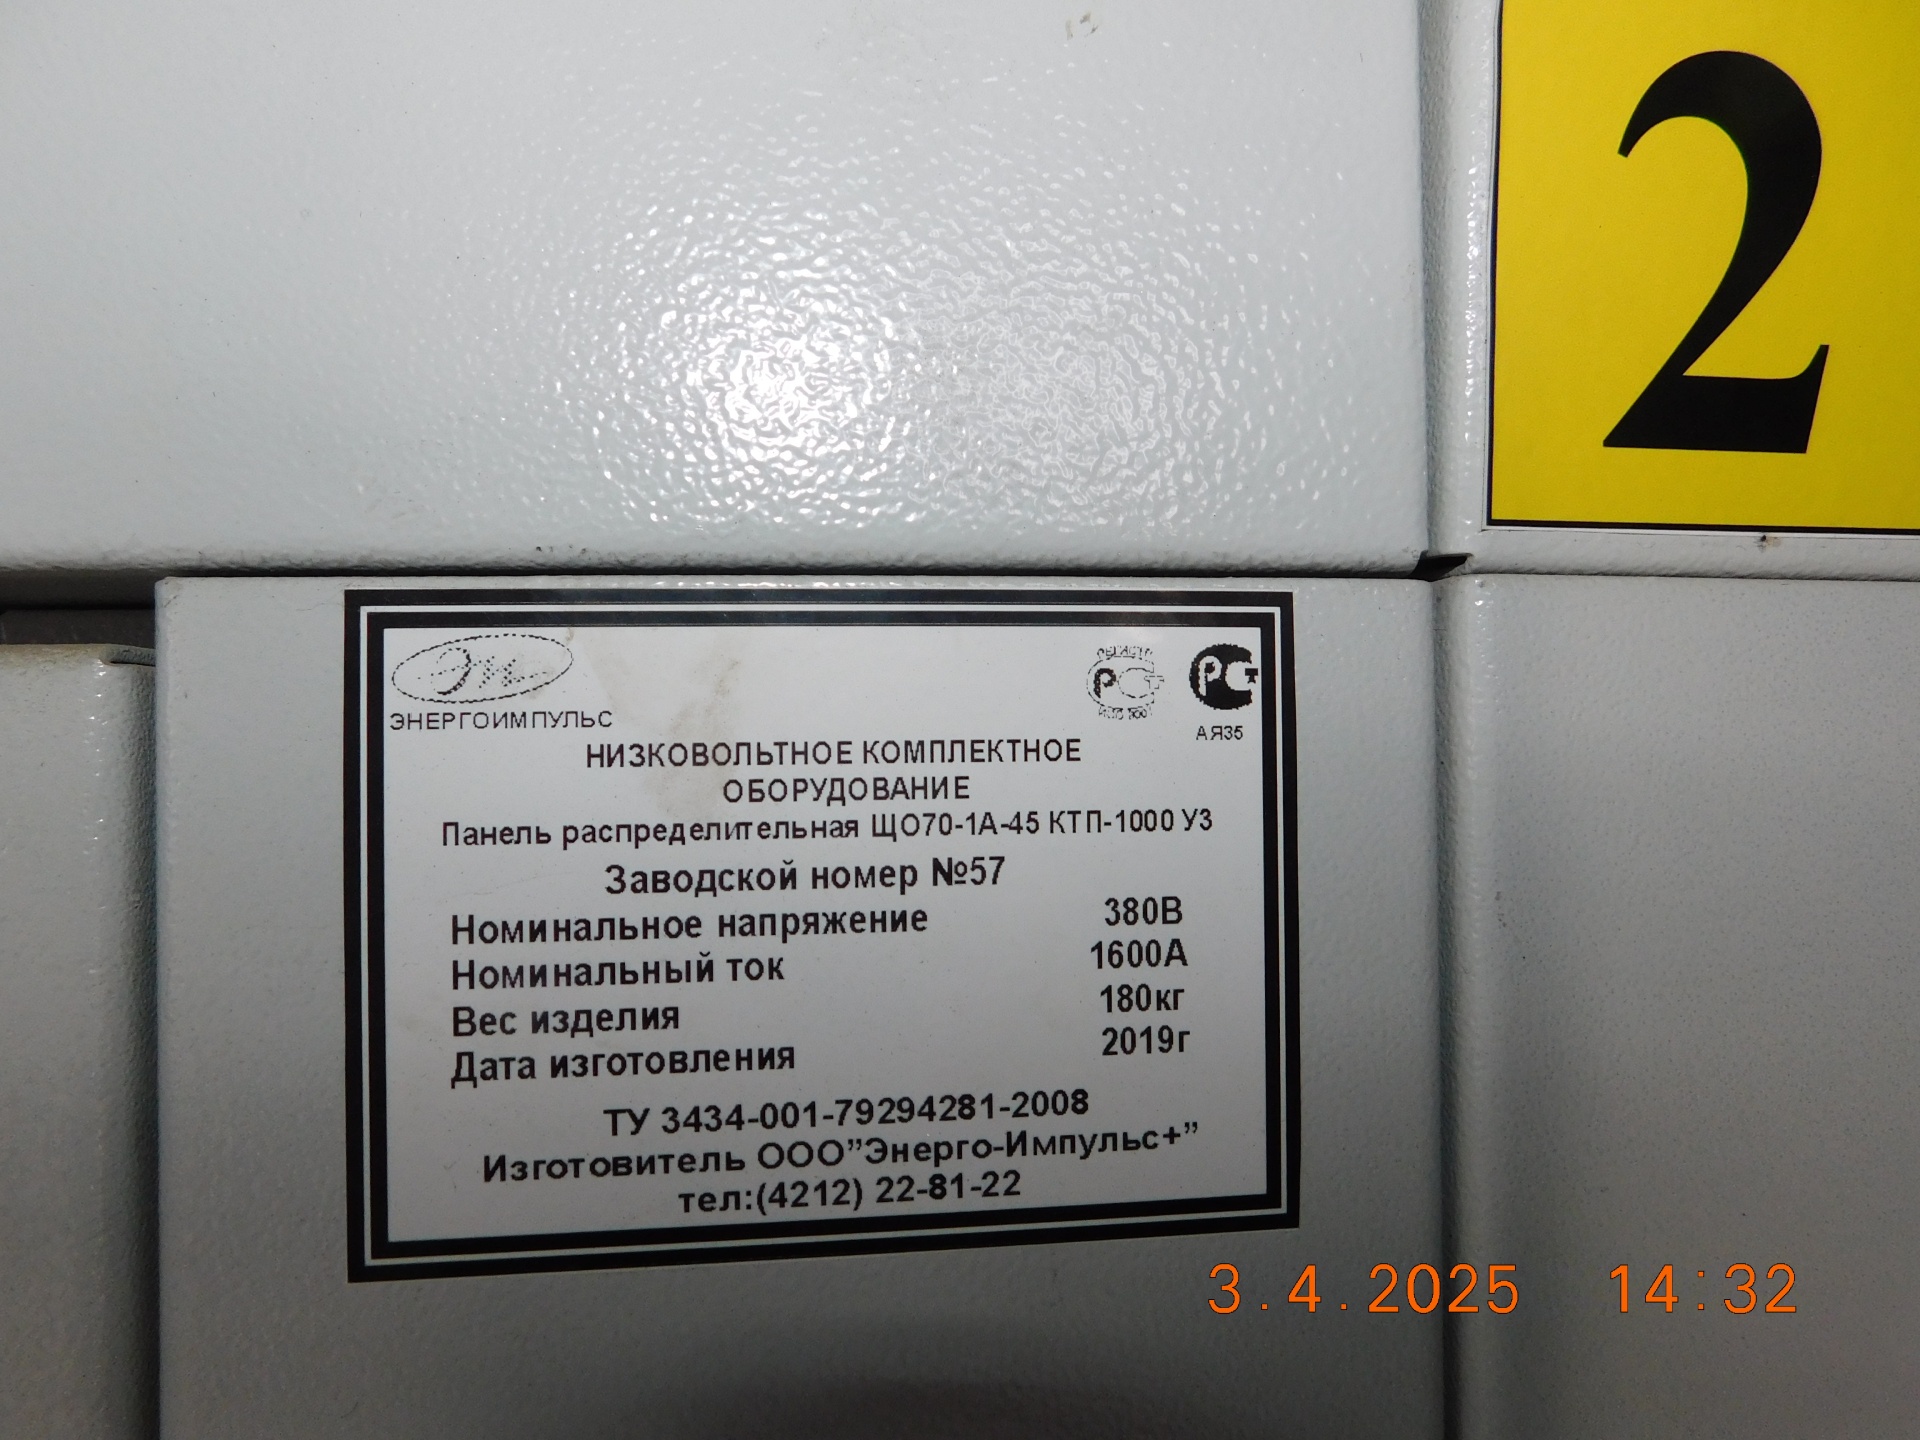 2
ЭНЕРГОИМПУЛЬС
РСТ
РСТ
АЯ35
НИЗКОВОЛЬТНОЕ КОМПЛЕКТНОЕ
ОБОРУДОВАНИЕ
Панель распределительная ЩО70-1А-45 КТП-1000 У3
Заводской номер №57
Номинальное напряжение 380В
Номинальный ток 1600А
Вес изделия 180кг
Дата изготовления 2019г
ТУ 3434-001-79294281-2008
Изготовитель ООО"Энерго-Импульс+"
тел:(4212) 22-81-22
3.4.2025 14:32